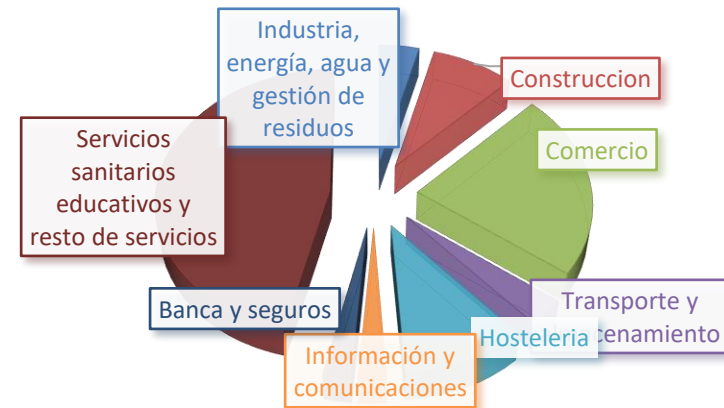 Industria,
energía, agua y
gestión de
residuos
Construccion
Comercio
Servicios
sanitarios
educativos y
resto de servicios
Banca y seguros
Transporte y
Hosteleria
Información y
comunicaciones